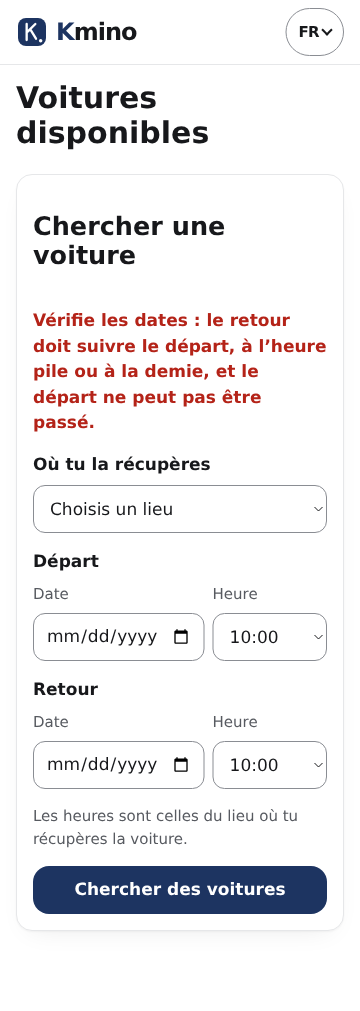 K.
Kmino
FR
Voitures
disponibles
Chercher une
voiture
Vérifie les dates : le retour
doit suivre le départ, à l’heure
pile ou à la demie, et le
départ ne peut pas être
passé.
Où tu la récupères
Choisis un lieu
Départ
Date
Heure
mm/dd/yyyy
10:00
Retour
Date
Heure
mm/dd/yyyy
10:00
Les heures sont celles du lieu où tu
récupères la voiture.
Chercher des voitures